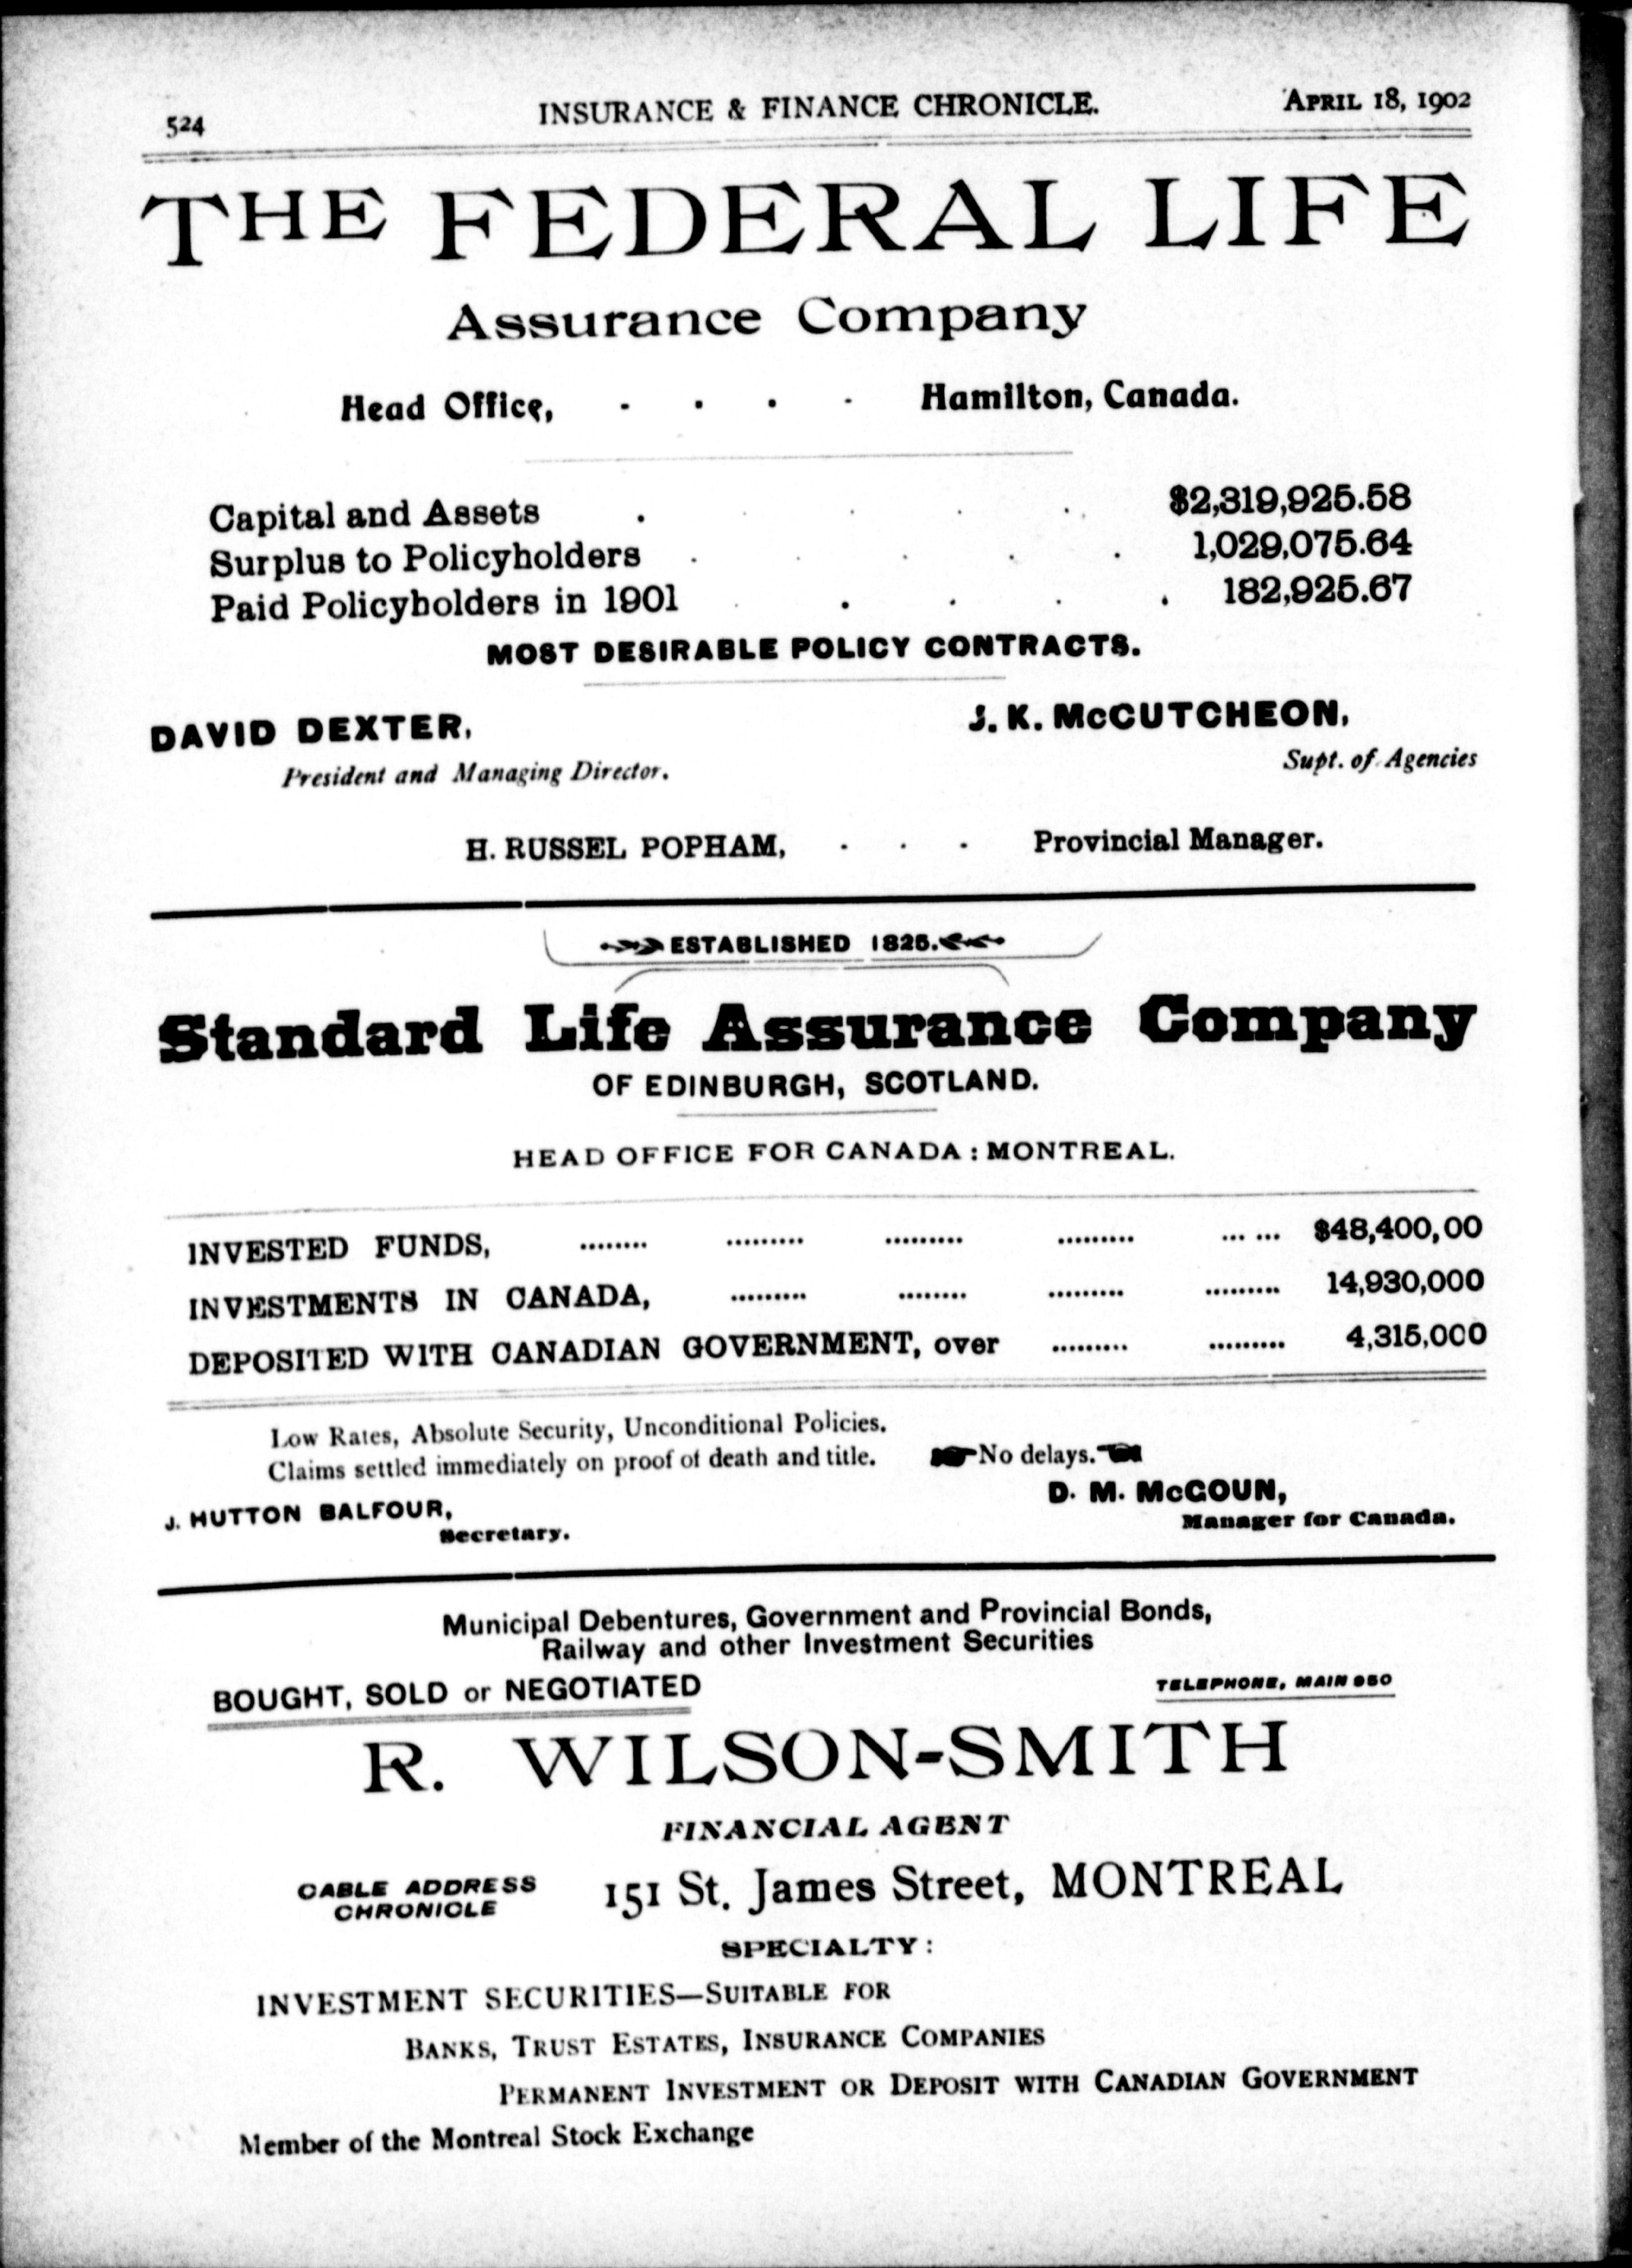 524 INSURANCE & FINANCE CHRONICLE. APRIL 18, 1902
THE FEDERAL LIFE
Assurance Company
Head Office, - - - - Hamilton, Canada.
Capital and Assets . . . . . $2,319,925.58
Surplus to Policyholders . . . . . 1,029,075.64
Paid Policyholders in 1901 . . . . . 182,925.67
MOST DESIRABLE POLICY CONTRACTS.
DAVID DEXTER, J. K. McCUTCHEON,
President and Managing Director. Supt. of Agencies
H. RUSSEL POPHAM, - - - Provincial Manager.
ESTABLISHED 1825.
Standard Life Assurance Company
OF EDINBURGH, SCOTLAND.
HEAD OFFICE FOR CANADA : MONTREAL.
INVESTED FUNDS, ........ ......... ......... ......... ... ... $48,400,00
INVESTMENTS IN CANADA, ......... ........ ......... ......... 14,930,000
DEPOSITED WITH CANADIAN GOVERNMENT, over ......... ......... 4,315,000
Low Rates, Absolute Security, Unconditional Policies.
Claims settled immediately on proof of death and title. No delays.
J. HUTTON BALFOUR, D. M. McGOUN,
Secretary. Manager for Canada.
Municipal Debentures, Government and Provincial Bonds,
Railway and other Investment Securities
BOUGHT, SOLD or NEGOTIATED TELEPHONE, MAIN 950
R. WILSON-SMITH
FINANCIAL AGENT
CABLE ADDRESS
CHRONICLE
151 St. James Street, MONTREAL
SPECIALTY :
INVESTMENT SECURITIES—SUITABLE FOR
BANKS, TRUST ESTATES, INSURANCE COMPANIES
PERMANENT INVESTMENT OR DEPOSIT WITH CANADIAN GOVERNMENT
Member of the Montreal Stock Exchange